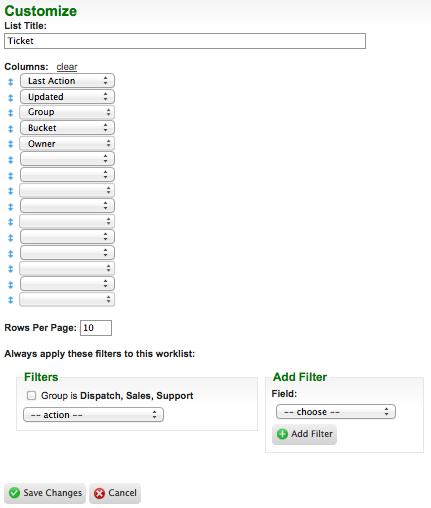 Customize
List Title:
Ticket
Columns: clear
Last Action
Updated
Group
Bucket
Owner
Rows Per Page: 10
Always apply these filters to this worklist:
Filters
Group is Dispatch, Sales, Support
-- action --
Add Filter
Field:
-- choose --
Add Filter
Save Changes Cancel